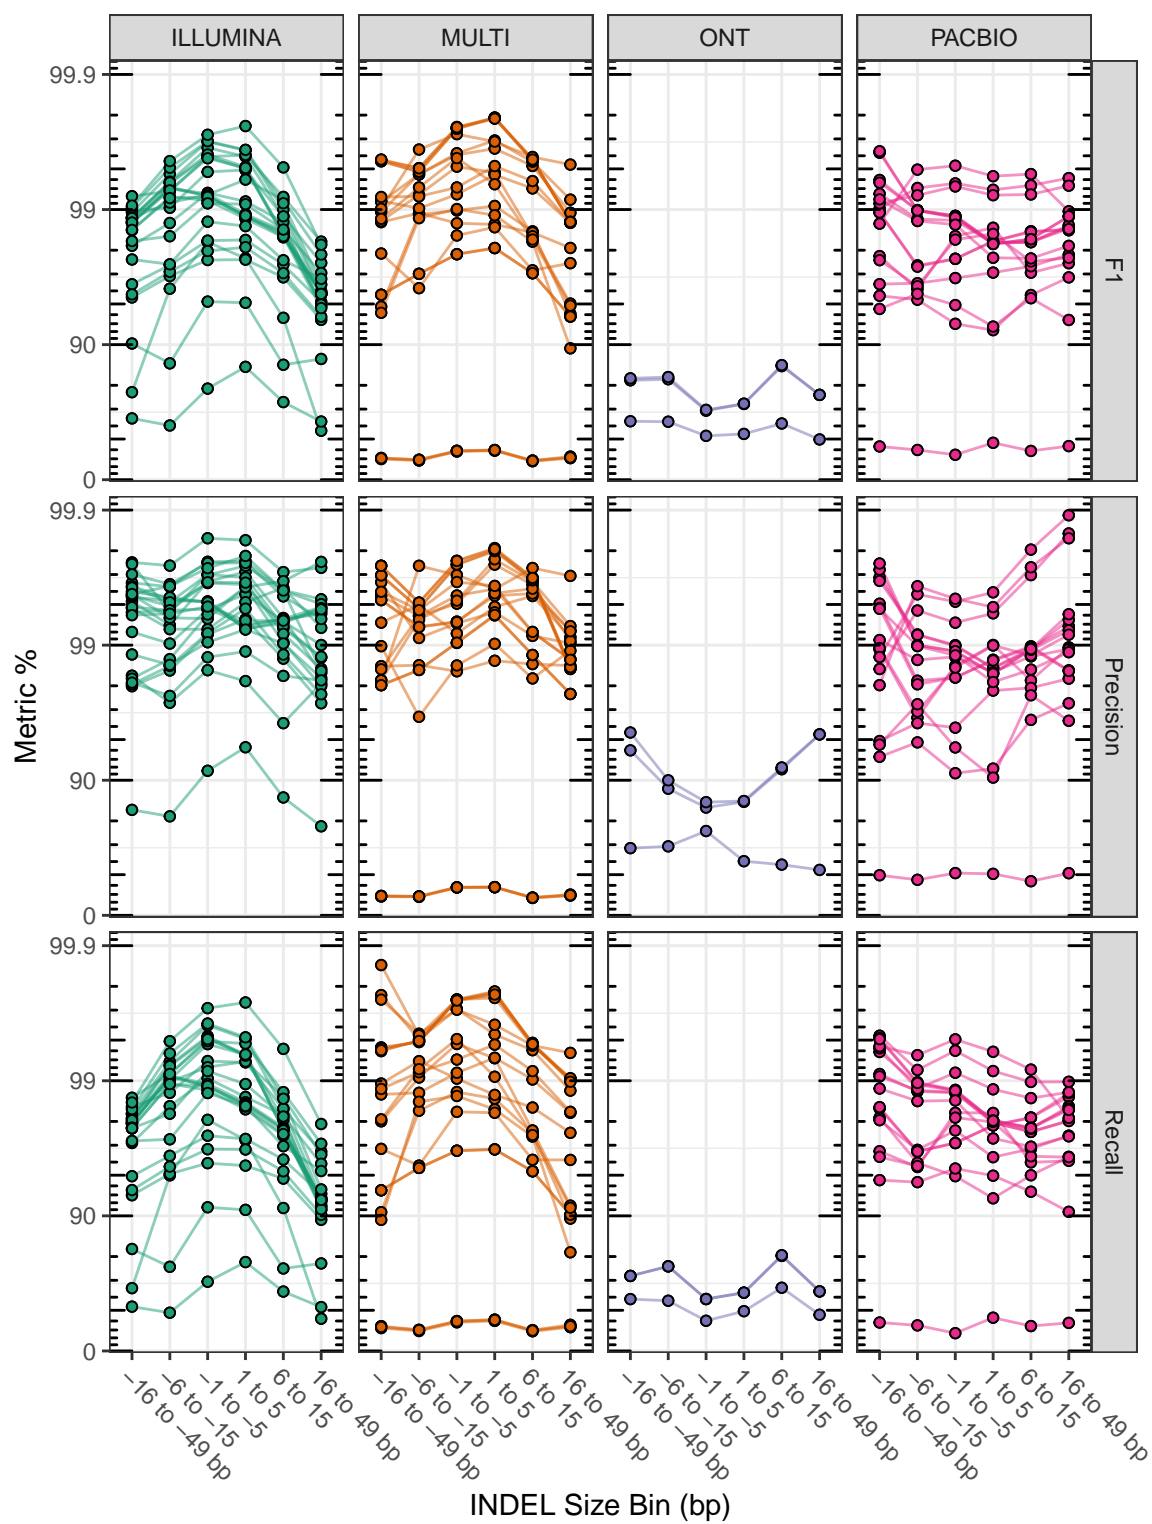 ILLUMINA MULTI ONT PACBIO
99.9
99
90
0
F1
99.9
99
90
0
Precision
99.9
99
90
0
Recall
Metric %
−16 to −49 bp −6 to −15 −1 to −5 1 to 5 6 to 15 16 to 49 bp
−16 to −49 bp −6 to −15 −1 to −5 1 to 5 6 to 15 16 to 49 bp
−16 to −49 bp −6 to −15 −1 to −5 1 to 5 6 to 15 16 to 49 bp
−16 to −49 bp −6 to −15 −1 to −5 1 to 5 6 to 15 16 to 49 bp
INDEL Size Bin (bp)